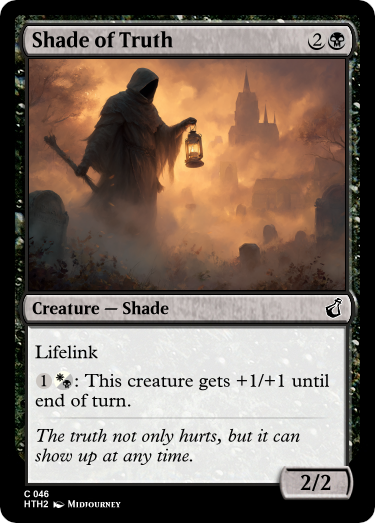 Shade of Truth 2
Creature — Shade
Lifelink
1 : This creature gets +1/+1 until
end of turn.
The truth not only hurts, but it can
show up at any time.
2/2
C 046
HTH2 MIDJOURNEY